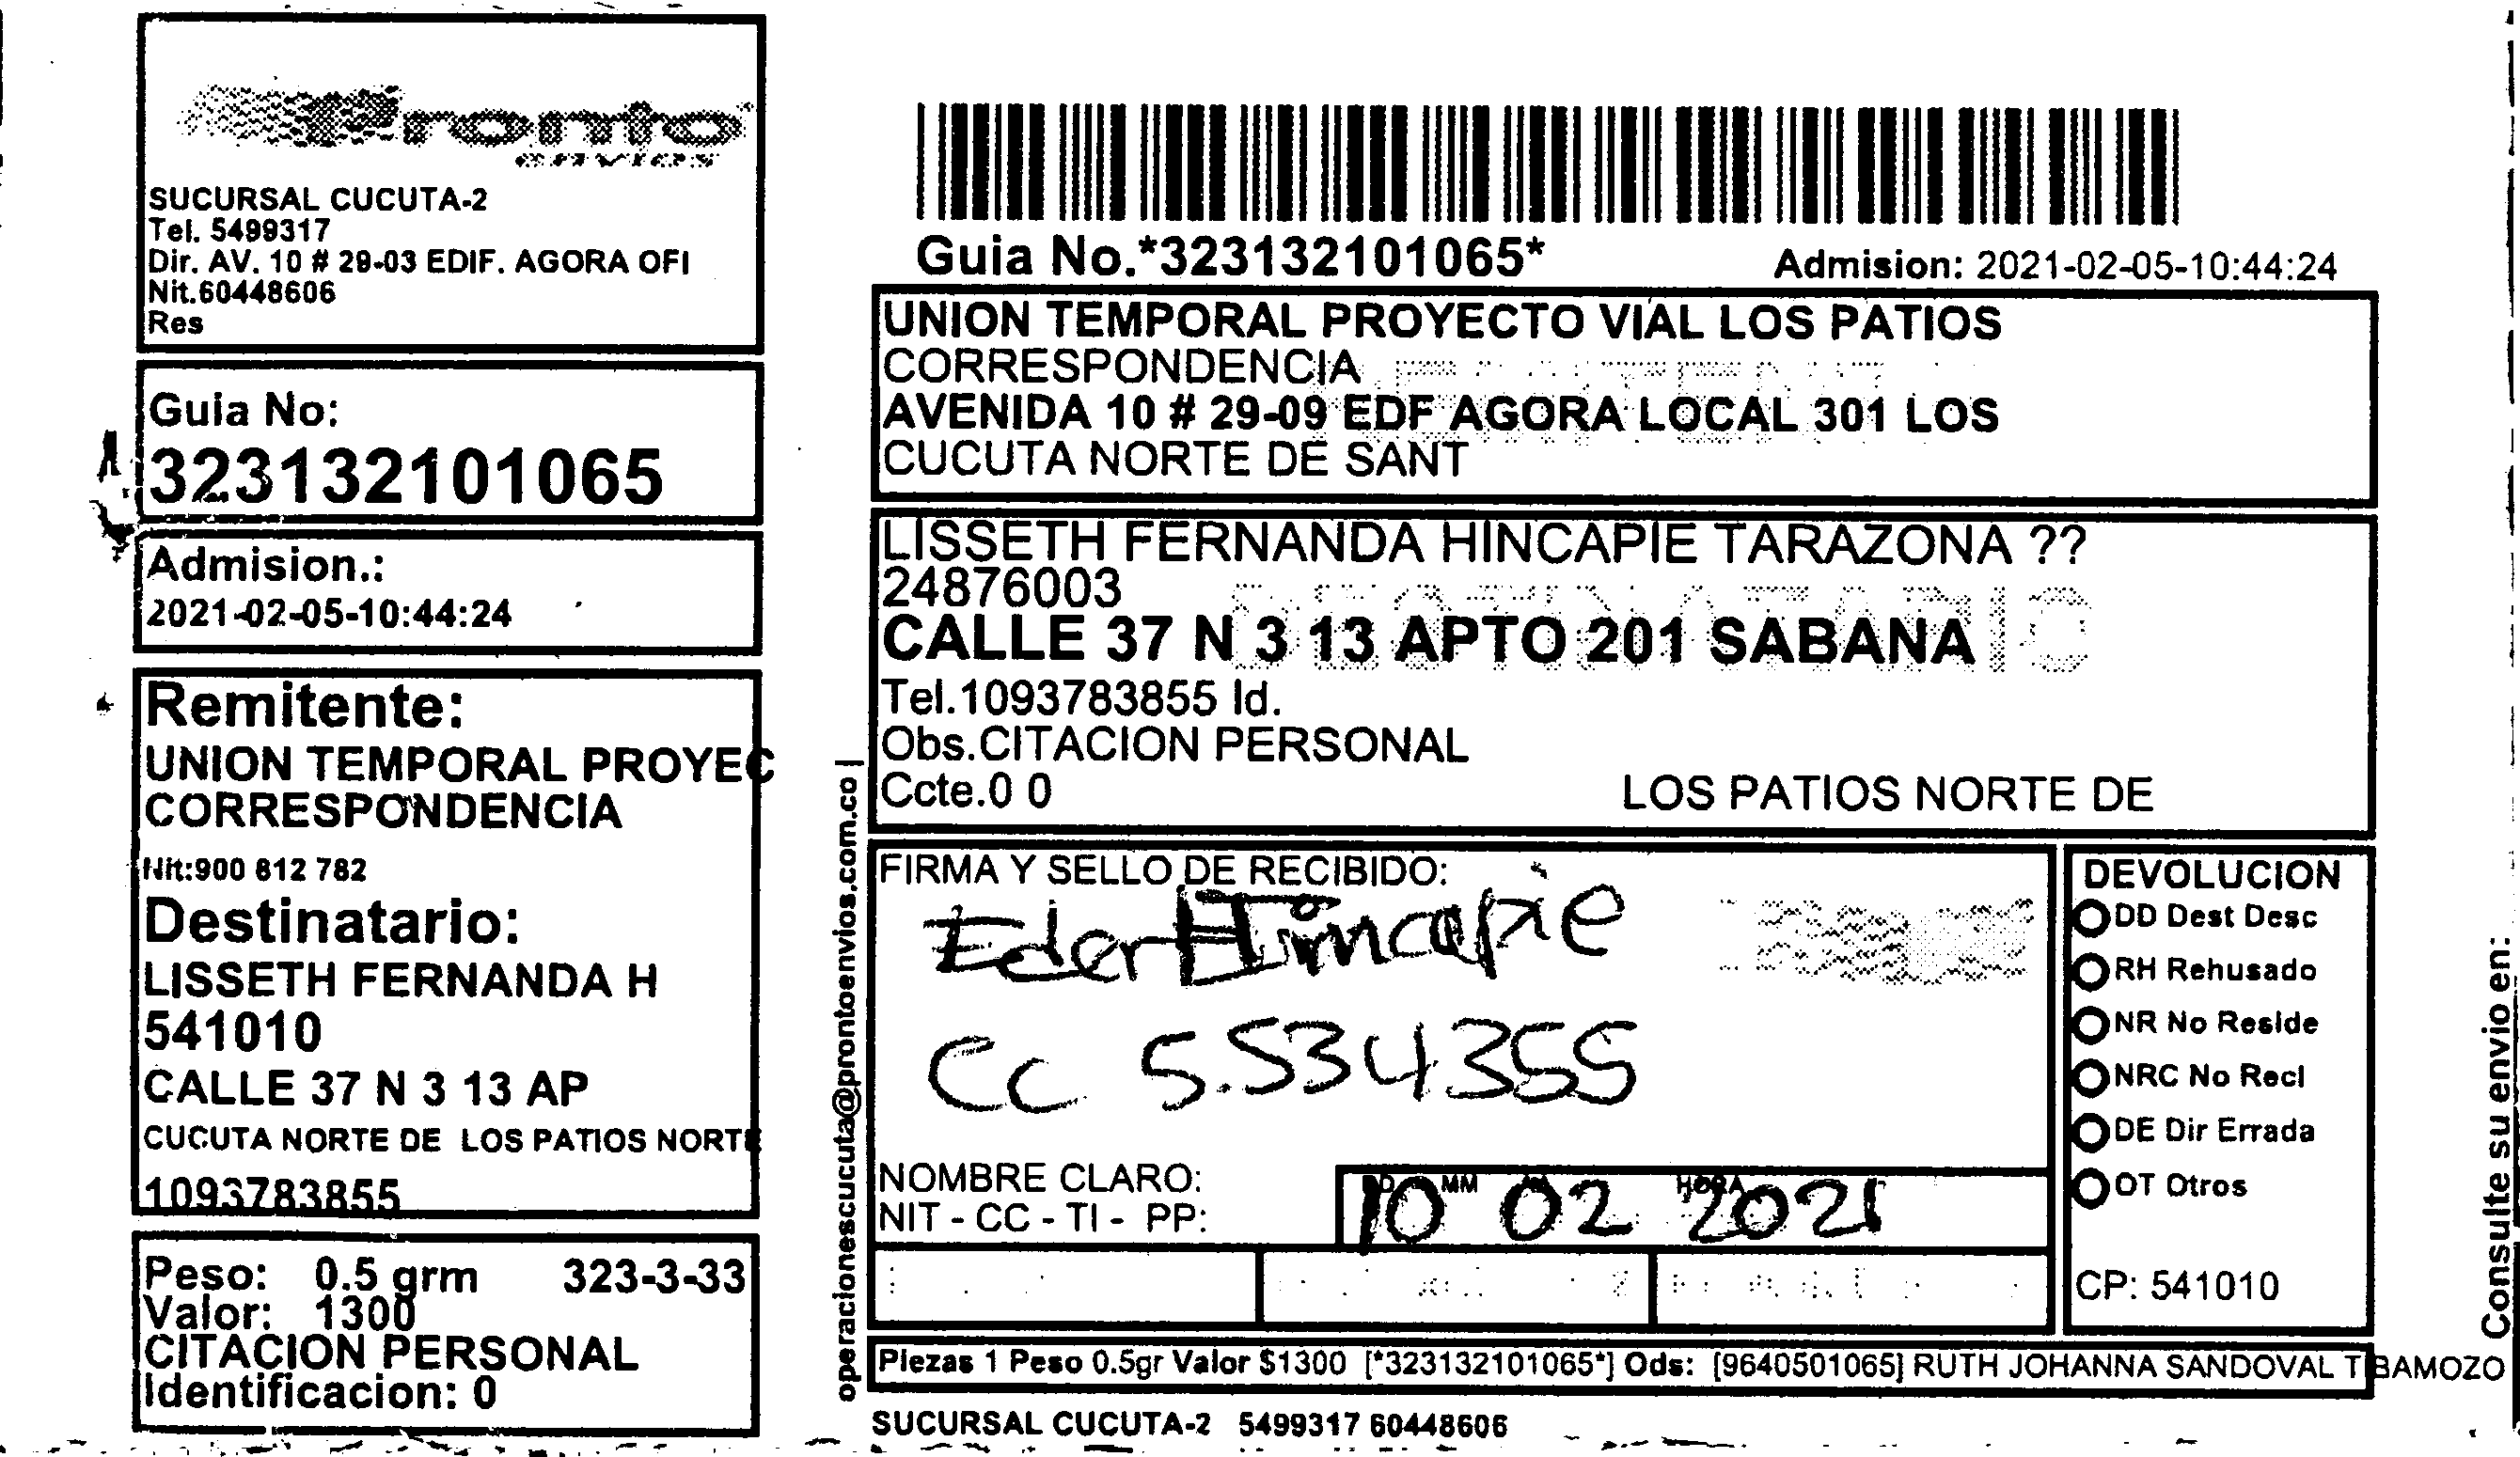 Pronto
envios
SUCURSAL CUCUTA-2
Tel. 5499317
Dir. AV. 10 # 29-03 EDIF. AGORA OFI
Nit.60448606
Res
Guia No:
323132101065
Admision.:
2021-02-05-10:44:24
Remitente:
UNION TEMPORAL PROYEC
CORRESPONDENCIA
Nit:900 812 782
Destinatario:
LISSETH FERNANDA H
541010
CALLE 37 N 3 13 AP
CUCUTA NORTE DE LOS PATIOS NORTE
1093783855
Peso: 0.5 grm 323-3-33
Valor: 1300
CITACION PERSONAL
Identificacion: 0
operacionescucuta@prontoenvios.com.co |
Guia No.*323132101065*
Admision: 2021-02-05-10:44:24
UNION TEMPORAL PROYECTO VIAL LOS PATIOS
CORRESPONDENCIA
AVENIDA 10 # 29-09 EDF AGORA LOCAL 301 LOS
CUCUTA NORTE DE SANT
LISSETH FERNANDA HINCAPIE TARAZONA ??
24876003
DESTINATARIO
CALLE 37 N 3 13 APTO 201 SABANA
Tel.1093783855 Id.
Obs.CITACION PERSONAL
Ccte.0 0
LOS PATIOS NORTE DE
FIRMA Y SELLO DE RECIBIDO:
Eder Hincapie
CC 5.534355
NOMBRE CLARO:
NIT - CC - TI - PP:
DD MM AA HORA
10 02 2021
DEVOLUCION
DD Dest Desc
RH Rehusado
NR No Reside
NRC No Recl
DE Dir Errada
OT Otros
CP: 541010
Piezas 1 Peso 0.5gr Valor $1300 [*323132101065*] Ods: [9640501065] RUTH JOHANNA SANDOVAL TIBAMOZO
SUCURSAL CUCUTA-2 5499317 60448606
Consulte su envio en: